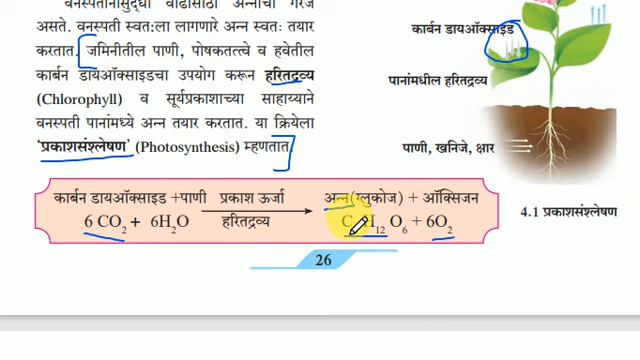 वनस्पतींनासुद्धा वाढीसाठी अन्नाची गरज
असते. वनस्पती स्वत:ला लागणारे अन्न स्वत: तयार
करतात. जमिनीतील पाणी, पोषकतत्त्वे व हवेतील
कार्बन डायऑक्साइडचा उपयोग करून हरितद्रव्य
(Chlorophyll) व सूर्यप्रकाशाच्या साहाय्याने
वनस्पती पानांमध्ये अन्न तयार करतात. या क्रियेला
'प्रकाशसंश्लेषण' (Photosynthesis) म्हणतात.
कार्बन डायऑक्साइड
पानांमधील हरितद्रव्य
पाणी, खनिजे, क्षार
कार्बन डायऑक्साइड +पाणी प्रकाश ऊर्जा अन्न(ग्लुकोज) + ऑक्सिजन
6 CO2 + 6H2O हरितद्रव्य C H12 O6 + 6O2
4.1 प्रकाशसंश्लेषण
26